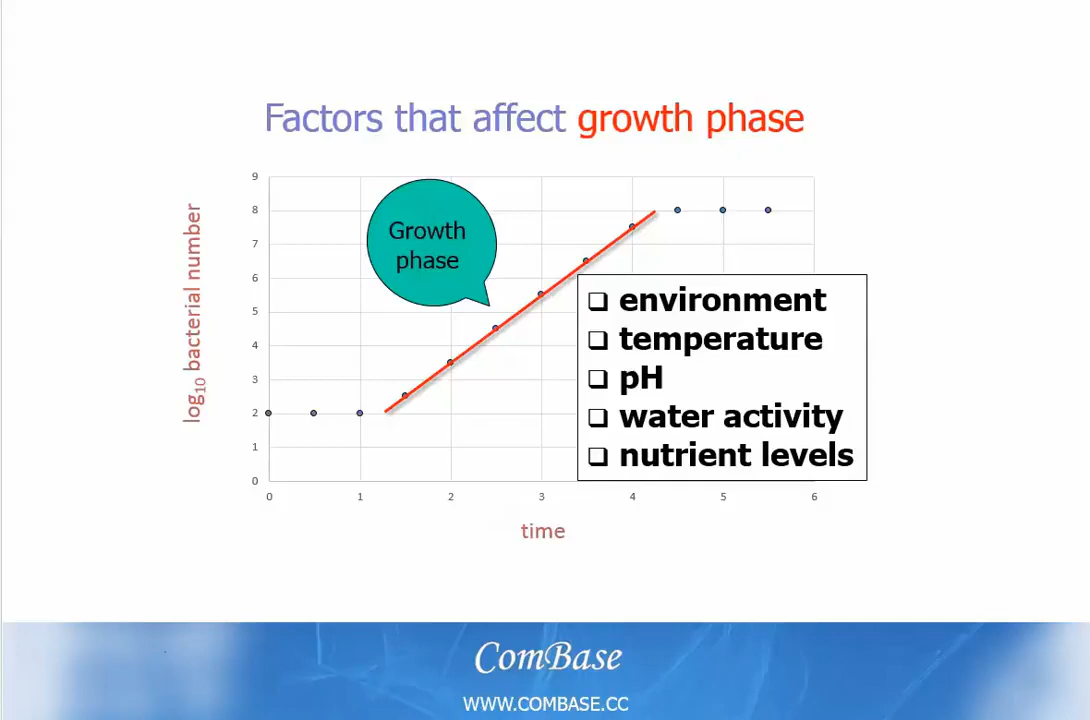 Factors that affect growth phase
9
8
7
6
5
4
3
2
1
0
0 1 2 3 4 5 6
log10 bacterial number
time
Growth
phase
❑ environment
❑ temperature
❑ pH
❑ water activity
❑ nutrient levels
ComBase
WWW.COMBASE.CC